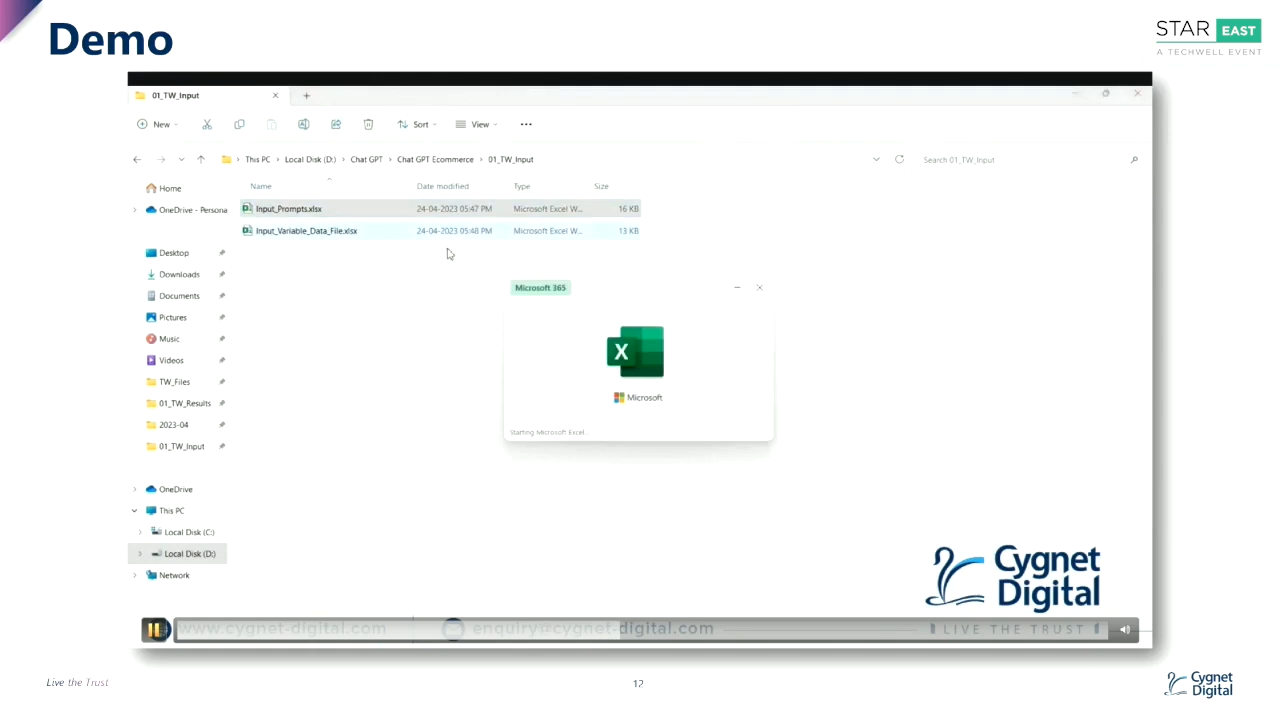 Demo
STAR EAST
A TECHWELL EVENT
01_TW_Input
New
Sort
View
This PC > Local Disk (D:) > Chat GPT > Chat GPT Ecommerce > 01_TW_Input
Search 01_TW_Input
Name Date modified Type Size
Input_Prompts.xlsx 24-04-2023 05:47 PM Microsoft Excel W... 16 KB
Input_Variable_Data_File.xlsx 24-04-2023 05:48 PM Microsoft Excel W... 13 KB
Home
OneDrive - Persona
Desktop
Downloads
Documents
Pictures
Music
Videos
TW_Files
01_TW_Results
2023-04
01_TW_Input
OneDrive
This PC
Local Disk (C:)
Local Disk (D:)
Network
Microsoft 365
X
Microsoft
Starting Microsoft Excel...
Cygnet
Digital
www.cygnet-digital.com enquiry@cygnet-digital.com LIVE THE TRUST
Live the Trust
12
Cygnet
Digital